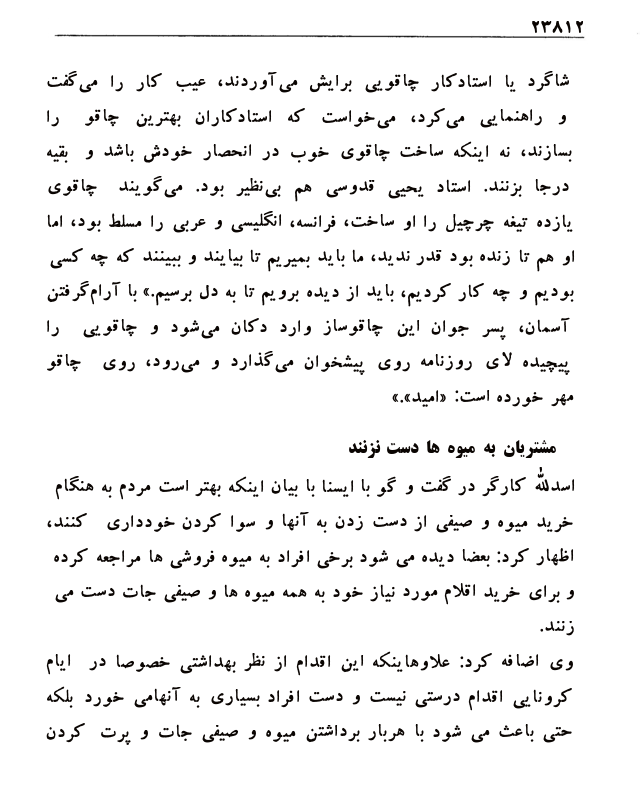 ۲۳۸۱۲
شاگرد یا استادکار چاقویی برایش می‌آوردند، عیب کار را می‌گفت
و راهنمایی می‌کرد، می‌خواست که استادکاران بهترین چاقو را
بسازند، نه اینکه ساخت چاقوی خوب در انحصار خودش باشد و بقیه
درجا بزنند. استاد یحیی قدوسی هم بی‌نظیر بود. می‌گویند چاقوی
یازده تیغه چرچیل را او ساخت، فرانسه، انگلیسی و عربی را مسلط بود، اما
او هم تا زنده بود قدر ندید، ما باید بمیریم تا بیایند و ببینند که چه کسی
بودیم و چه کار کردیم، باید از دیده برویم تا به دل برسیم.» با آرام‌گرفتن
آسمان، پسر جوان این چاقوساز وارد دکان می‌شود و چاقویی را
پیچیده لای روزنامه روی پیشخوان می‌گذارد و می‌رود، روی چاقو
مهر خورده است: «امید».»
مشتریان به میوه ها دست نزنند
اسدالله کارگر در گفت و گو با ایسنا با بیان اینکه بهتر است مردم به هنگام
خرید میوه و صیفی از دست زدن به آنها و سوا کردن خودداری کنند،
اظهار کرد: بعضا دیده می شود برخی افراد به میوه فروشی ها مراجعه کرده
و برای خرید اقلام مورد نیاز خود به همه میوه ها و صیفی جات دست می
زنند.
وی اضافه کرد: علاوهاینکه این اقدام از نظر بهداشتی خصوصا در ایام
کرونایی اقدام درستی نیست و دست افراد بسیاری به آنهامی خورد بلکه
حتی باعث می شود با هربار برداشتن میوه و صیفی جات و پرت کردن